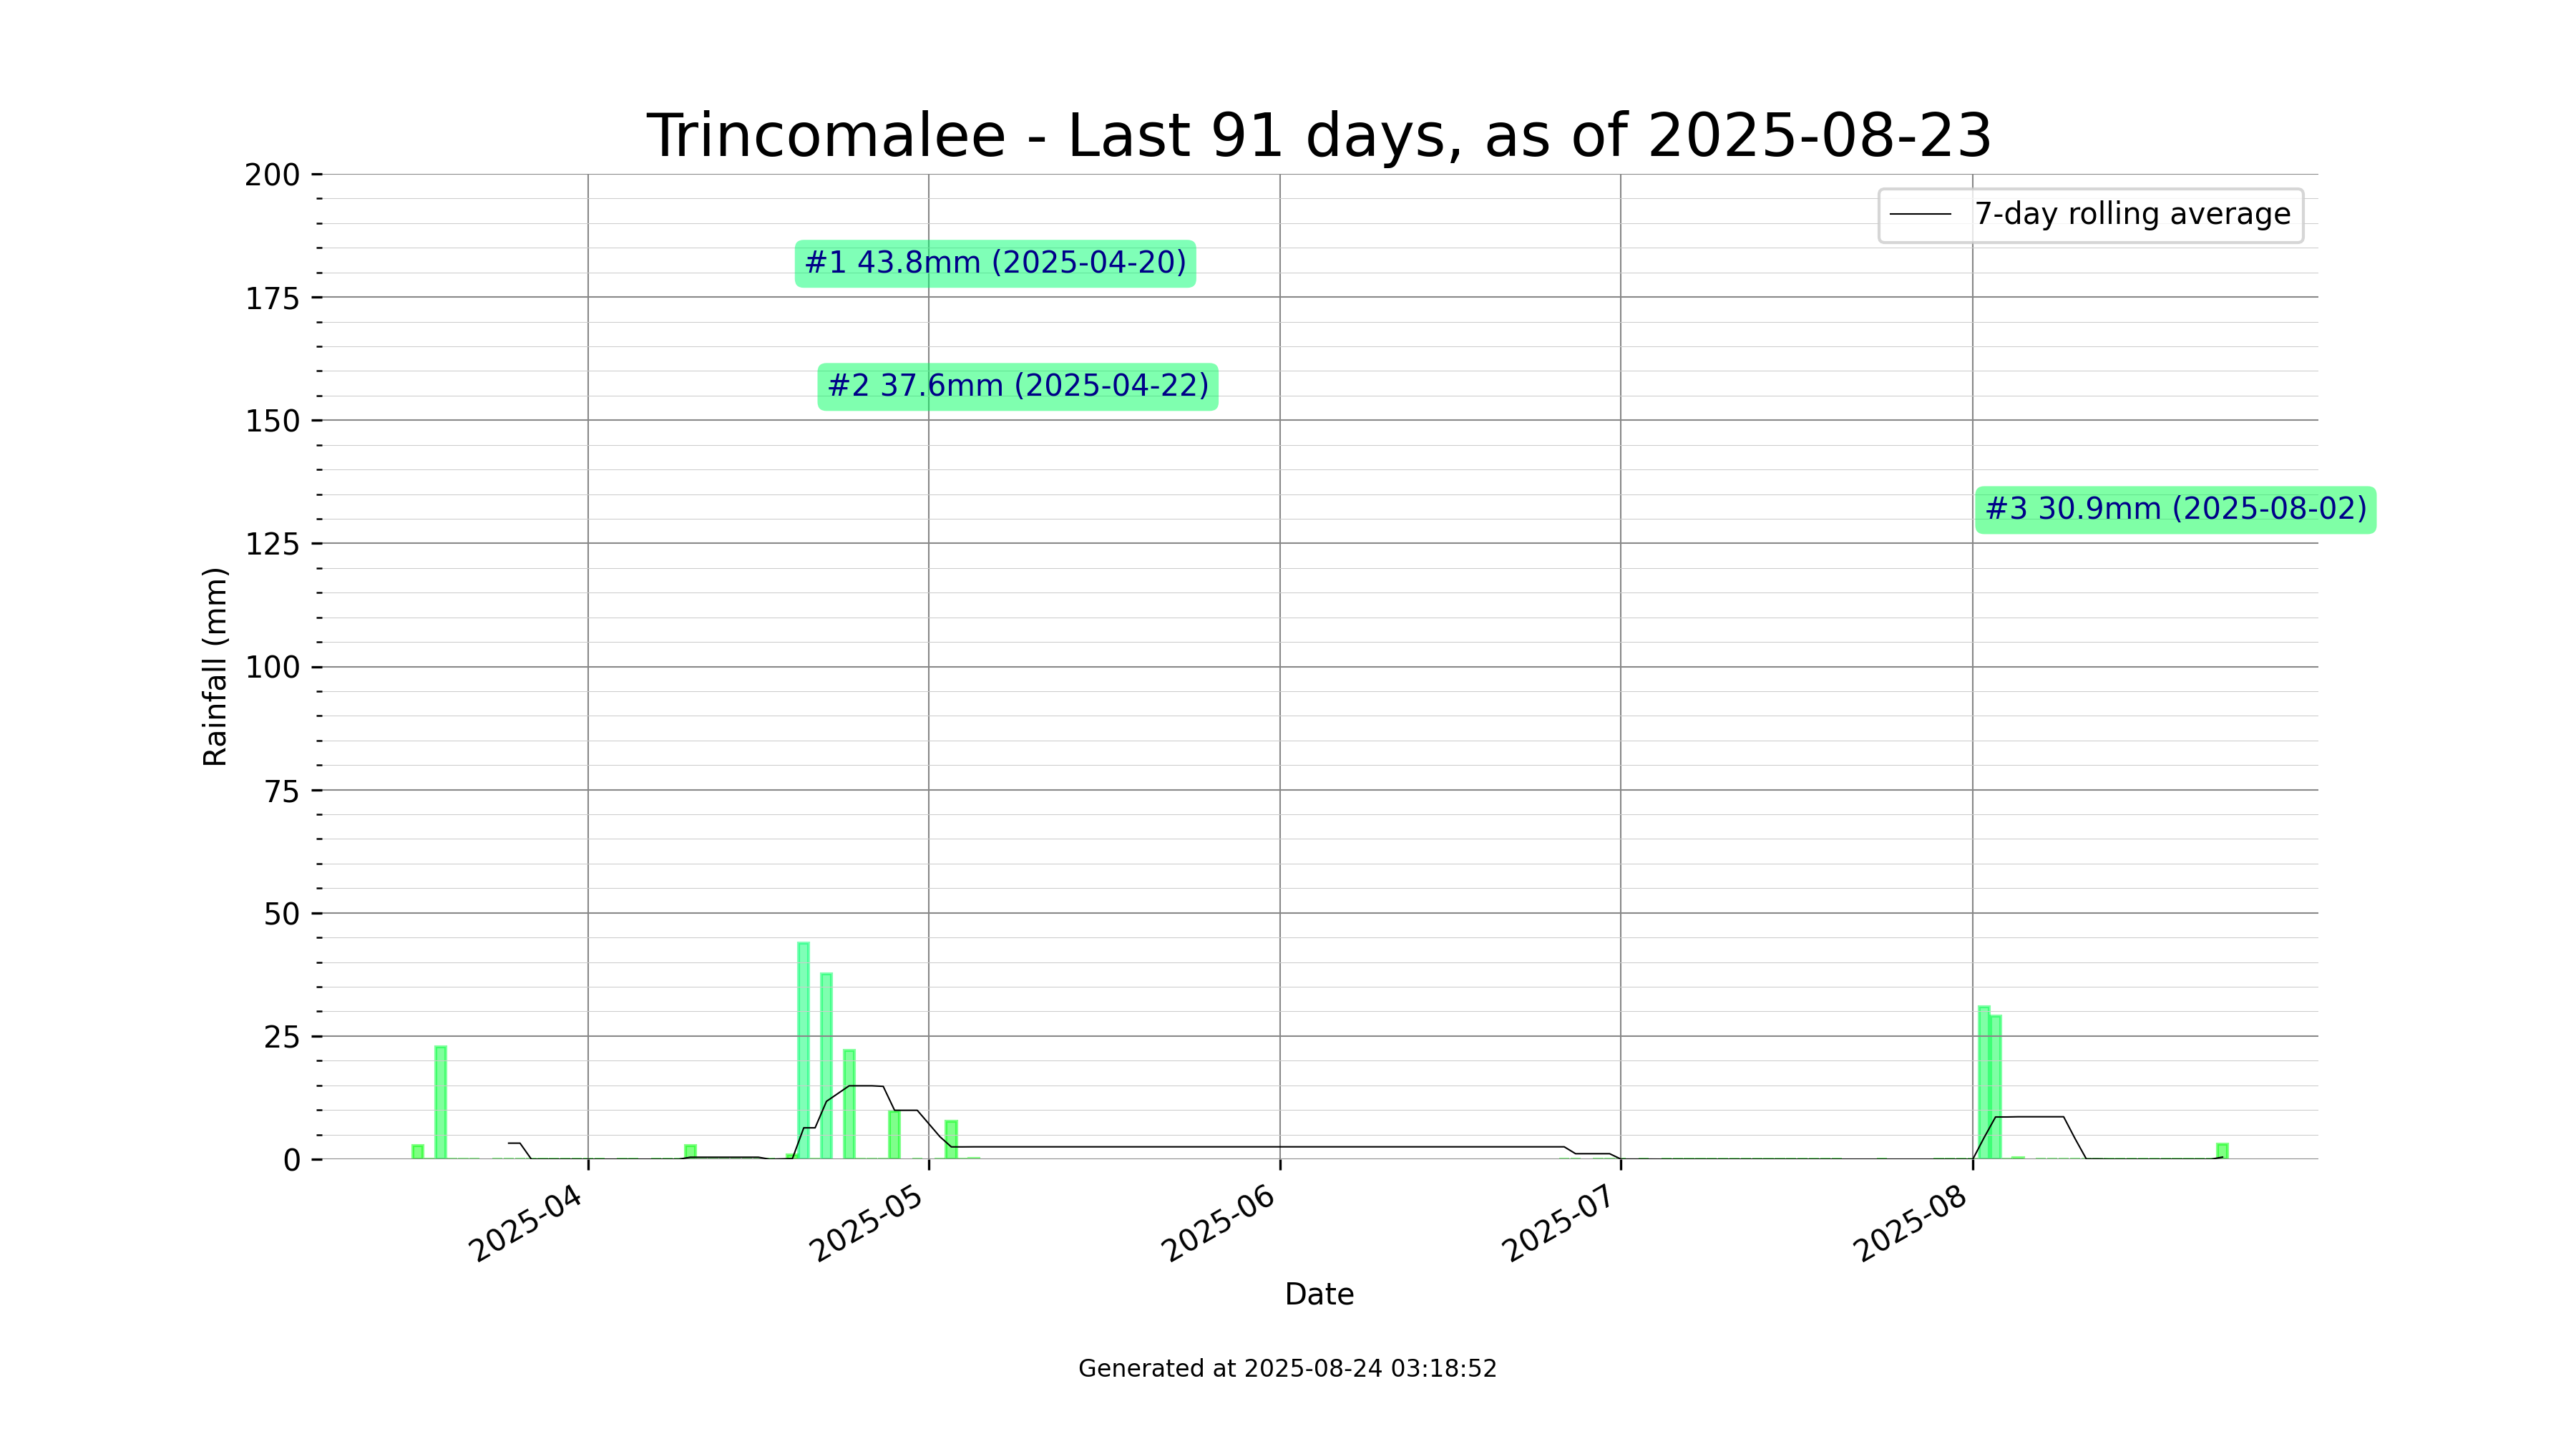 Trincomalee - Last 91 days, as of 2025-08-23
200
175
150
125
100
75
50
25
0
Rainfall (mm)
7-day rolling average
#1 43.8mm (2025-04-20)
#2 37.6mm (2025-04-22)
#3 30.9mm (2025-08-02)
2025-04
2025-05
2025-06
2025-07
2025-08
Date
Generated at 2025-08-24 03:18:52